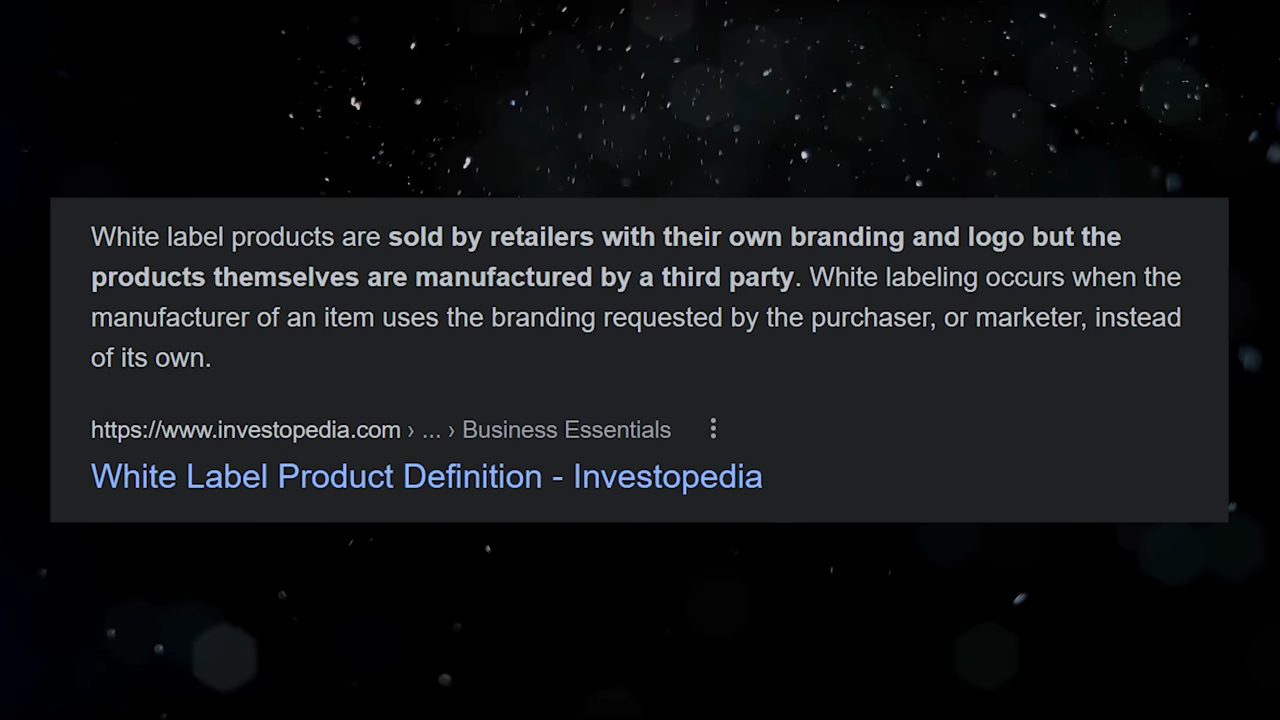 White label products are sold by retailers with their own branding and logo but the
products themselves are manufactured by a third party. White labeling occurs when the
manufacturer of an item uses the branding requested by the purchaser, or marketer, instead
of its own.
https://www.investopedia.com › ... › Business Essentials
White Label Product Definition - Investopedia